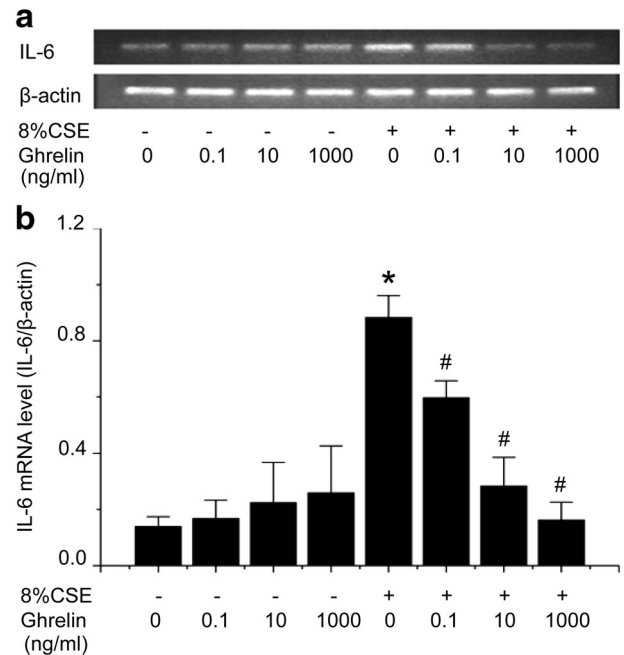 a
IL-6
β-actin
8%CSE - - - - + + + +
Ghrelin 0 0.1 10 1000 0 0.1 10 1000
(ng/ml)
b
IL-6 mRNA level (IL-6/β-actin)
1.2
0.8
0.4
0.0
*
#
#
#
8%CSE - - - - + + + +
Ghrelin 0 0.1 10 1000 0 0.1 10 1000
(ng/ml)